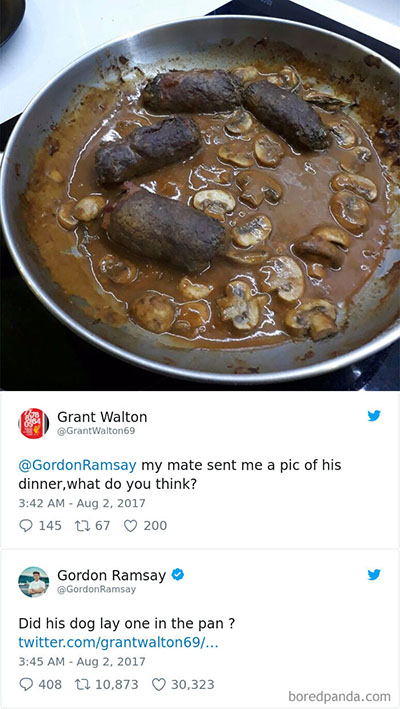 Grant Walton
@GrantWalton69
@GordonRamsay my mate sent me a pic of his
dinner,what do you think?
3:42 AM - Aug 2, 2017
145 67 200
Gordon Ramsay
@GordonRamsay
Did his dog lay one in the pan ?
twitter.com/grantwalton69/...
3:45 AM - Aug 2, 2017
408 10,873 30,323
boredpanda.com